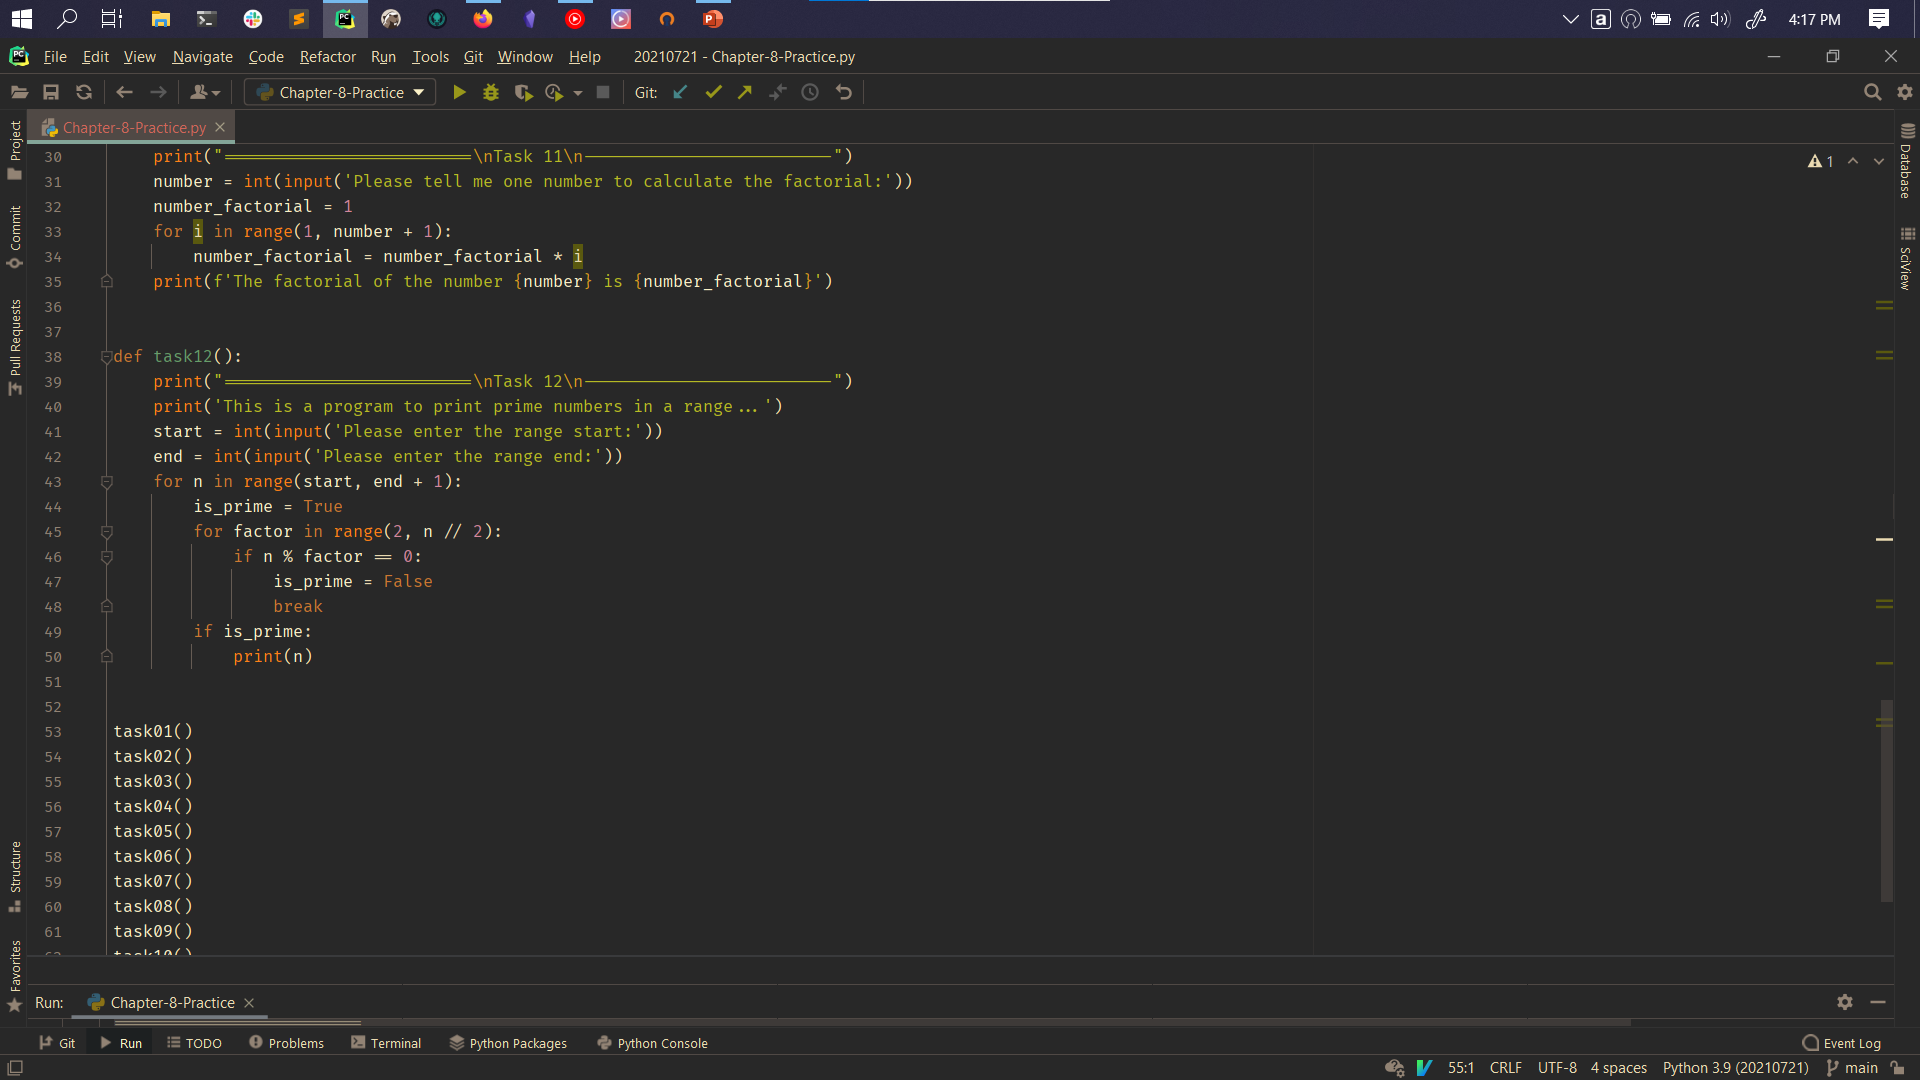 4:17 PM
File Edit View Navigate Code Refactor Run Tools Git Window Help 20210721 - Chapter-8-Practice.py
Chapter-8-Practice Git:
Chapter-8-Practice.py
Project
Commit
Pull Requests
Structure
Favorites
Database
SciView
1
30 print("=========================\nTask 11\n-------------------------")
31 number = int(input('Please tell me one number to calculate the factorial:'))
32 number_factorial = 1
33 for i in range(1, number + 1):
34 number_factorial = number_factorial * i
35 print(f'The factorial of the number {number} is {number_factorial}')
36
37
38 def task12():
39 print("=========================\nTask 12\n-------------------------")
40 print('This is a program to print prime numbers in a range...')
41 start = int(input('Please enter the range start:'))
42 end = int(input('Please enter the range end:'))
43 for n in range(start, end + 1):
44 is_prime = True
45 for factor in range(2, n // 2):
46 if n % factor == 0:
47 is_prime = False
48 break
49 if is_prime:
50 print(n)
51
52
53 task01()
54 task02()
55 task03()
56 task04()
57 task05()
58 task06()
59 task07()
60 task08()
61 task09()
62 task10()
Run: Chapter-8-Practice
Git Run TODO Problems Terminal Python Packages Python Console Event Log
55:1 CRLF UTF-8 4 spaces Python 3.9 (20210721) main